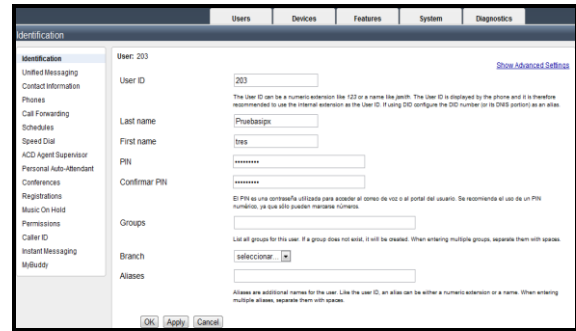 Users Devices Features System Diagnostics
Identification
Identification
Unified Messaging
Contact Information
Phones
Call Forwarding
Schedules
Speed Dial
ACD Agent Supervisor
Personal Auto-Attendant
Conferences
Registrations
Music On Hold
Permissions
Caller ID
Instant Messaging
MyBuddy
User: 203
Show Advanced Settings
User ID 203
The User ID can be a numeric extension like 123 or a name like jsmith. The User ID is displayed by the phone and it is therefore
recommended to use the internal extension as the User ID. If using DID configure the DID number (or its DNIS portion) as an alias.
Last name Pruebasipx
First name tres
PIN •••••••••
Confirmar PIN •••••••••
El PIN es una contraseña utilizada para acceder al correo de voz o al portal del usuario. Se recomienda el uso de un PIN
numérico, ya que sólo pueden marcarse números.
Groups
List all groups for this user. If a group does not exist, it will be created. When entering multiple groups, separate them with spaces.
Branch seleccionar...
Aliases
Aliases are additional names for the user. Like the user ID, an alias can be either a numeric extension or a name. When entering
multiple aliases, separate them with spaces.
OK Apply Cancel